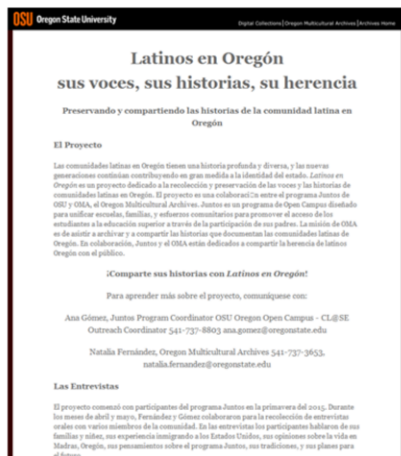 OSU Oregon State University
Digital Collections | Oregon Multicultural Archives | Archives Home
Latinos en Oregón
sus voces, sus historias, su herencia
Preservando y compartiendo las historias de la comunidad latina en
Oregón
El Proyecto
Las comunidades latinas en Oregón tienen una historia profunda y diversa, y las nuevas
generaciones continúan contribuyendo en gran medida a la identidad del estado. Latinos en
Oregón es un proyecto dedicado a la recolección y preservación de las voces y las historias de
comunidades latinas en Oregón. El proyecto es una colaboración entre el programa Juntos de
OSU y OMA, el Oregon Multicultural Archives. Juntos es un programa de Open Campus diseñado
para unificar escuelas, familias, y esfuerzos comunitarios para promover el acceso de los
estudiantes a la educación superior a través de la participación de sus padres. La misión de OMA
es de asistir a archivar y a compartir las historias que documentan las comunidades latinas de
Oregón. En colaboración, Juntos y el OMA están dedicados a compartir la herencia de latinos
Oregón con el público.
¡Comparte sus historias con Latinos en Oregón!
Para aprender más sobre el proyecto, comuníquese con:
Ana Gómez, Juntos Program Coordinator OSU Oregon Open Campus - CL@SE
Outreach Coordinator 541-737-8803 ana.gomez@oregonstate.edu
Natalia Fernández, Oregon Multicultural Archives 541-737-3653,
natalia.fernandez@oregonstate.edu
Las Entrevistas
El proyecto comenzó con participantes del programa Juntos en la primavera del 2015. Durante
los meses de abril y mayo, Fernández y Gómez colaboraron para la recolección de entrevistas
orales con varios miembros de la comunidad. En las entrevistas los participantes hablaron de sus
familias y niñez, sus experiencia inmigrando a los Estados Unidos, sus opiniones sobre la vida en
Madras, Oregón, sus pensamientos sobre el programa Juntos, sus tradiciones, y sus planes para
el futuro.